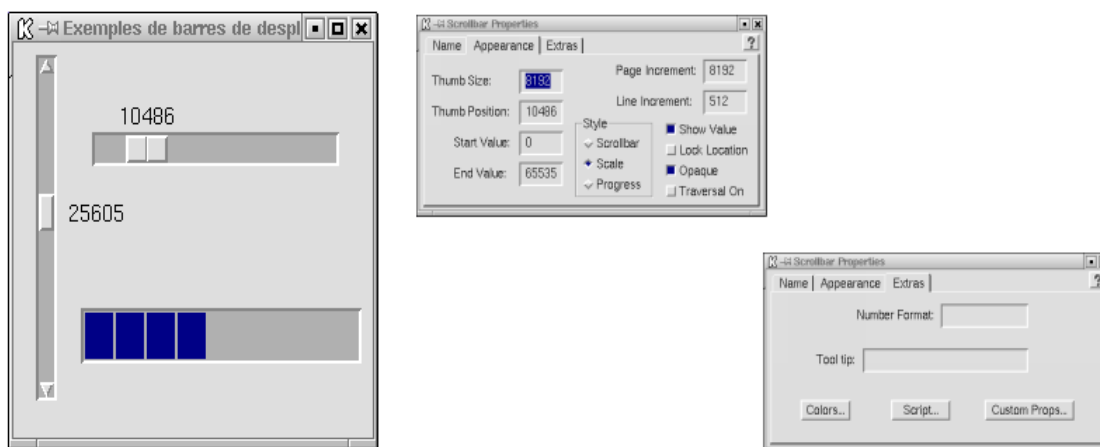 Exemples de barres de despl
10486
25605
Scrollbar Properties
Name Appearance Extras
?
Thumb Size: 8192
Page Increment: 8192
Thumb Position: 10486
Line Increment: 512
Start Value: 0
End Value: 65535
Style
Scrollbar
Scale
Progress
Show Value
Lock Location
Opaque
Traversal On
Scrollbar Properties
Name Appearance Extras
?
Number Format:
Tool tip:
Colors... Script... Custom Props...